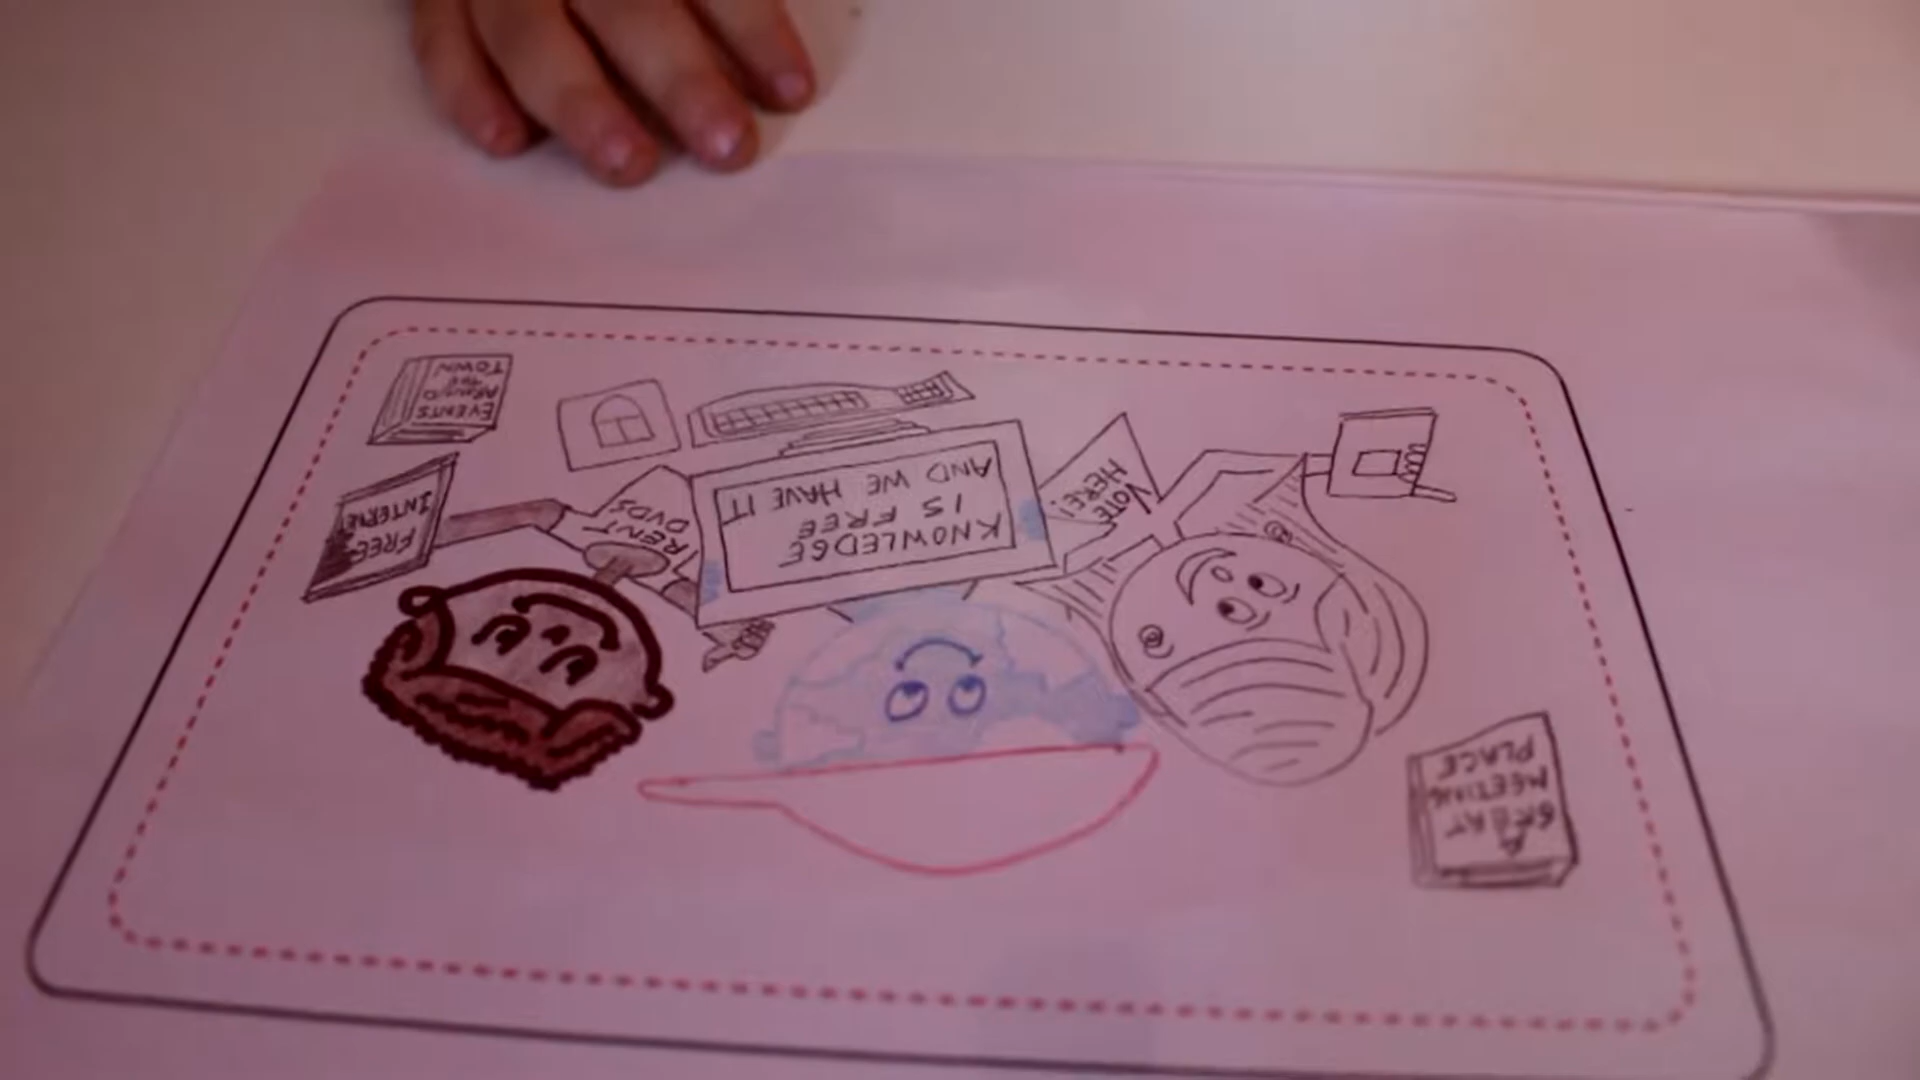 A
GREAT
MEETING
PLACE
KNOWLEDGE
IS FREE
AND WE HAVE IT
VOTE
HERE!
RENT
DVDS
FREE
INTERNET
EVENTS
AROUND
THE
TOWN